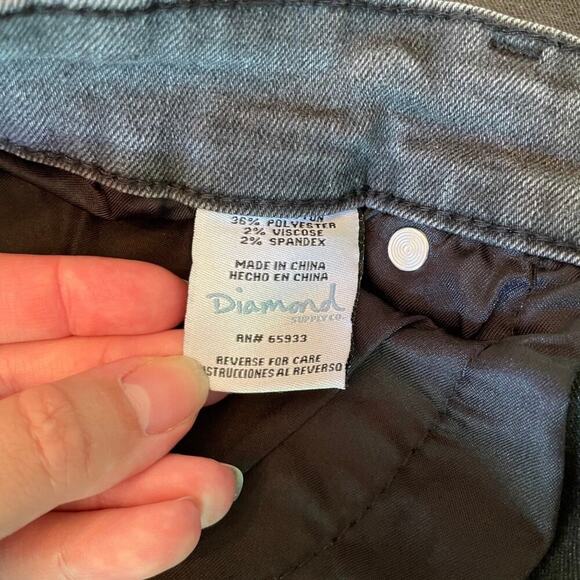 36% POLYESTER
2% VISCOSE
2% SPANDEX
MADE IN CHINA
HECHO EN CHINA
Diamond
SUPPLY CO.
RN# 65933
REVERSE FOR CARE
INSTRUCCIONES AL REVERSO